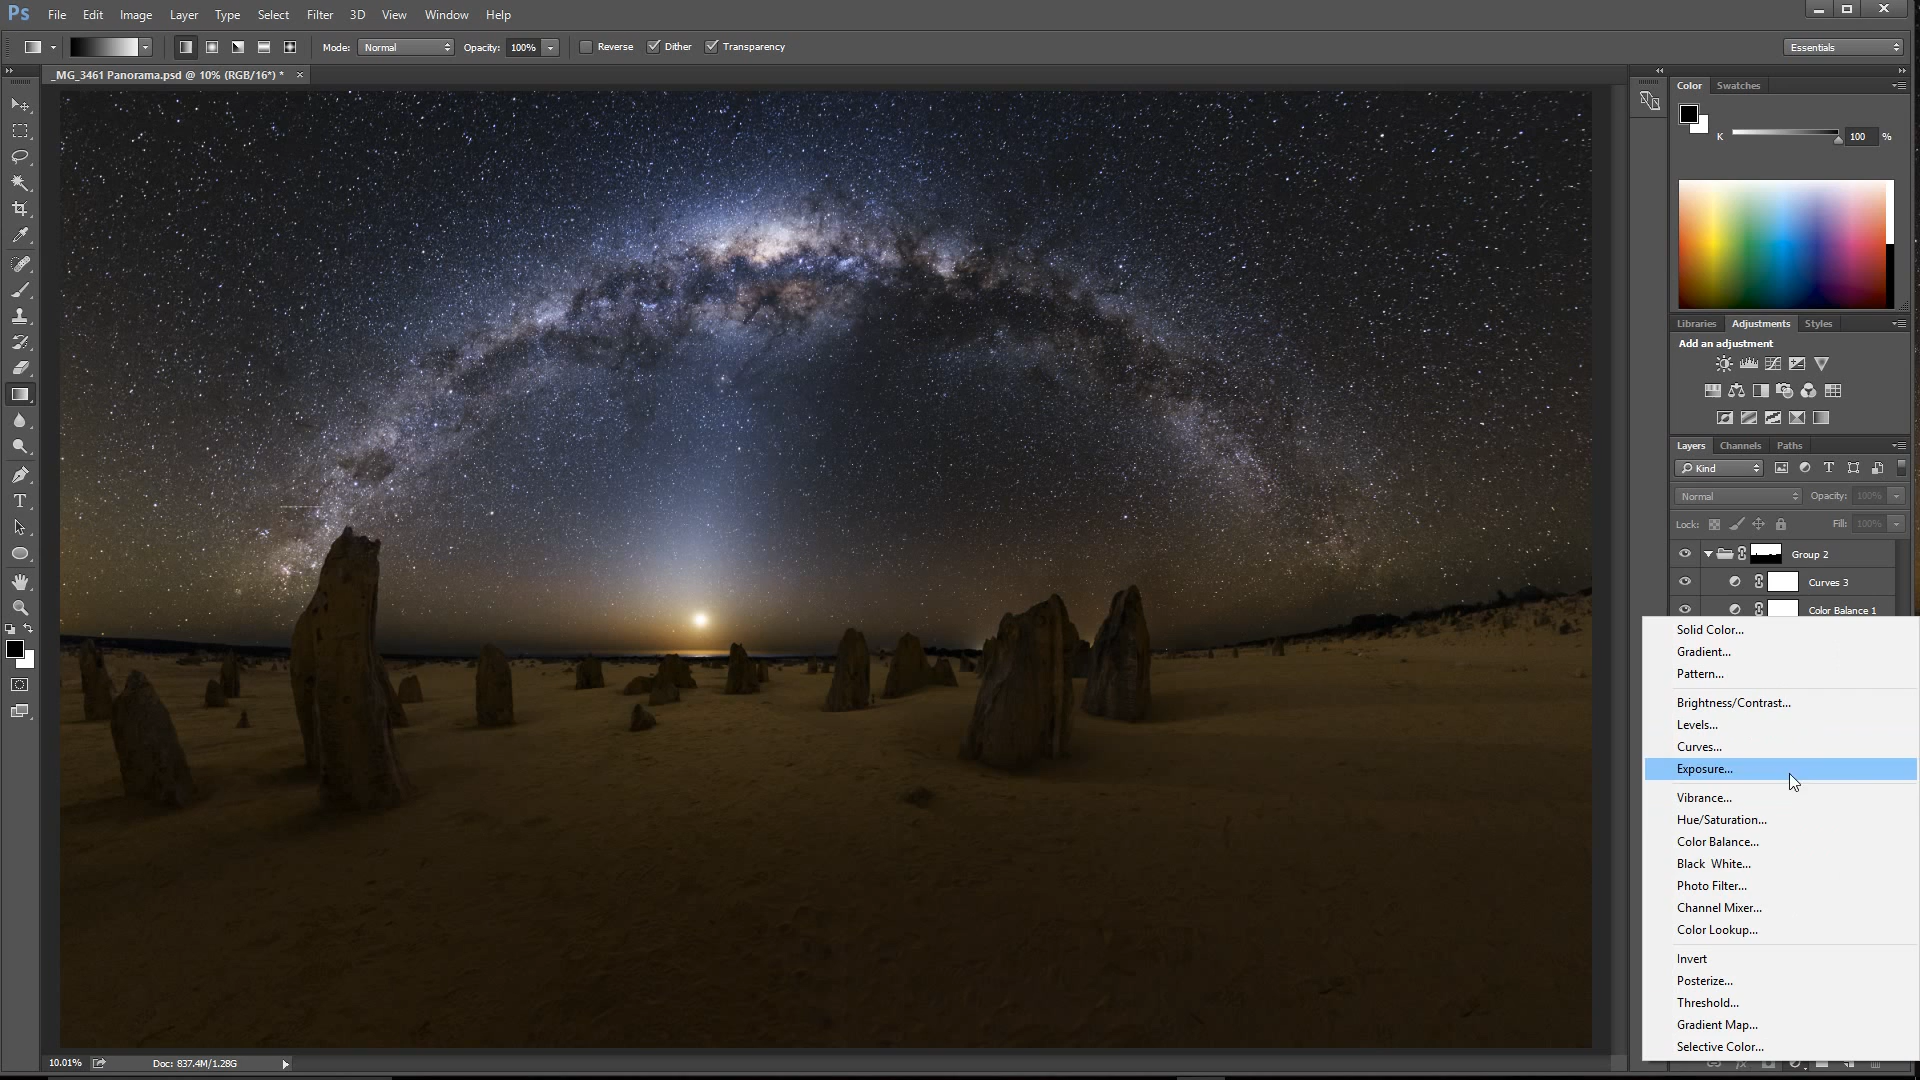 Ps File Edit Image Layer Type Select Filter 3D View Window Help
Mode: Normal Opacity: 100% Reverse Dither Transparency Essentials
_MG_3461 Panorama.psd @ 10% (RGB/16*) * ×
Color Swatches
K 100 %
Libraries Adjustments Styles
Add an adjustment
Layers Channels Paths
Kind
Normal Opacity: 100%
Lock: Fill: 100%
Group 2
Curves 3
Color Balance 1
Solid Color...
Gradient...
Pattern...
Brightness/Contrast...
Levels...
Curves...
Exposure...
Vibrance...
Hue/Saturation...
Color Balance...
Black White...
Photo Filter...
Channel Mixer...
Color Lookup...
Invert
Posterize...
Threshold...
Gradient Map...
Selective Color...
10.01% Doc: 837.4M/1.28G